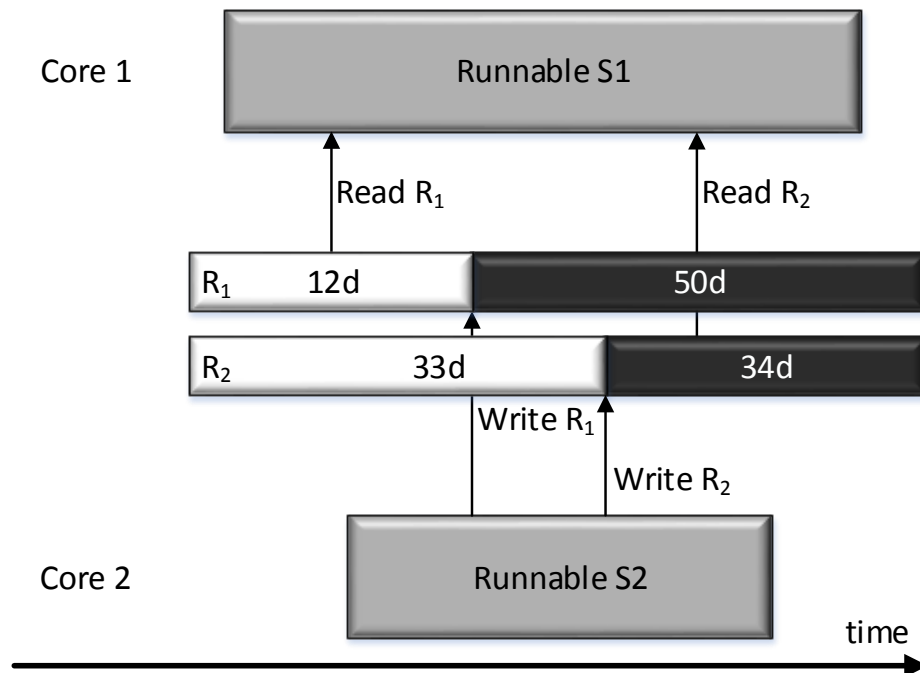 Core 1
Runnable S1
Read R₁
Read R₂
R₁ 12d 50d
R₂ 33d 34d
Write R₁
Write R₂
Core 2
Runnable S2
time